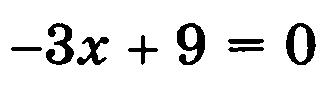 −3x + 9 = 0